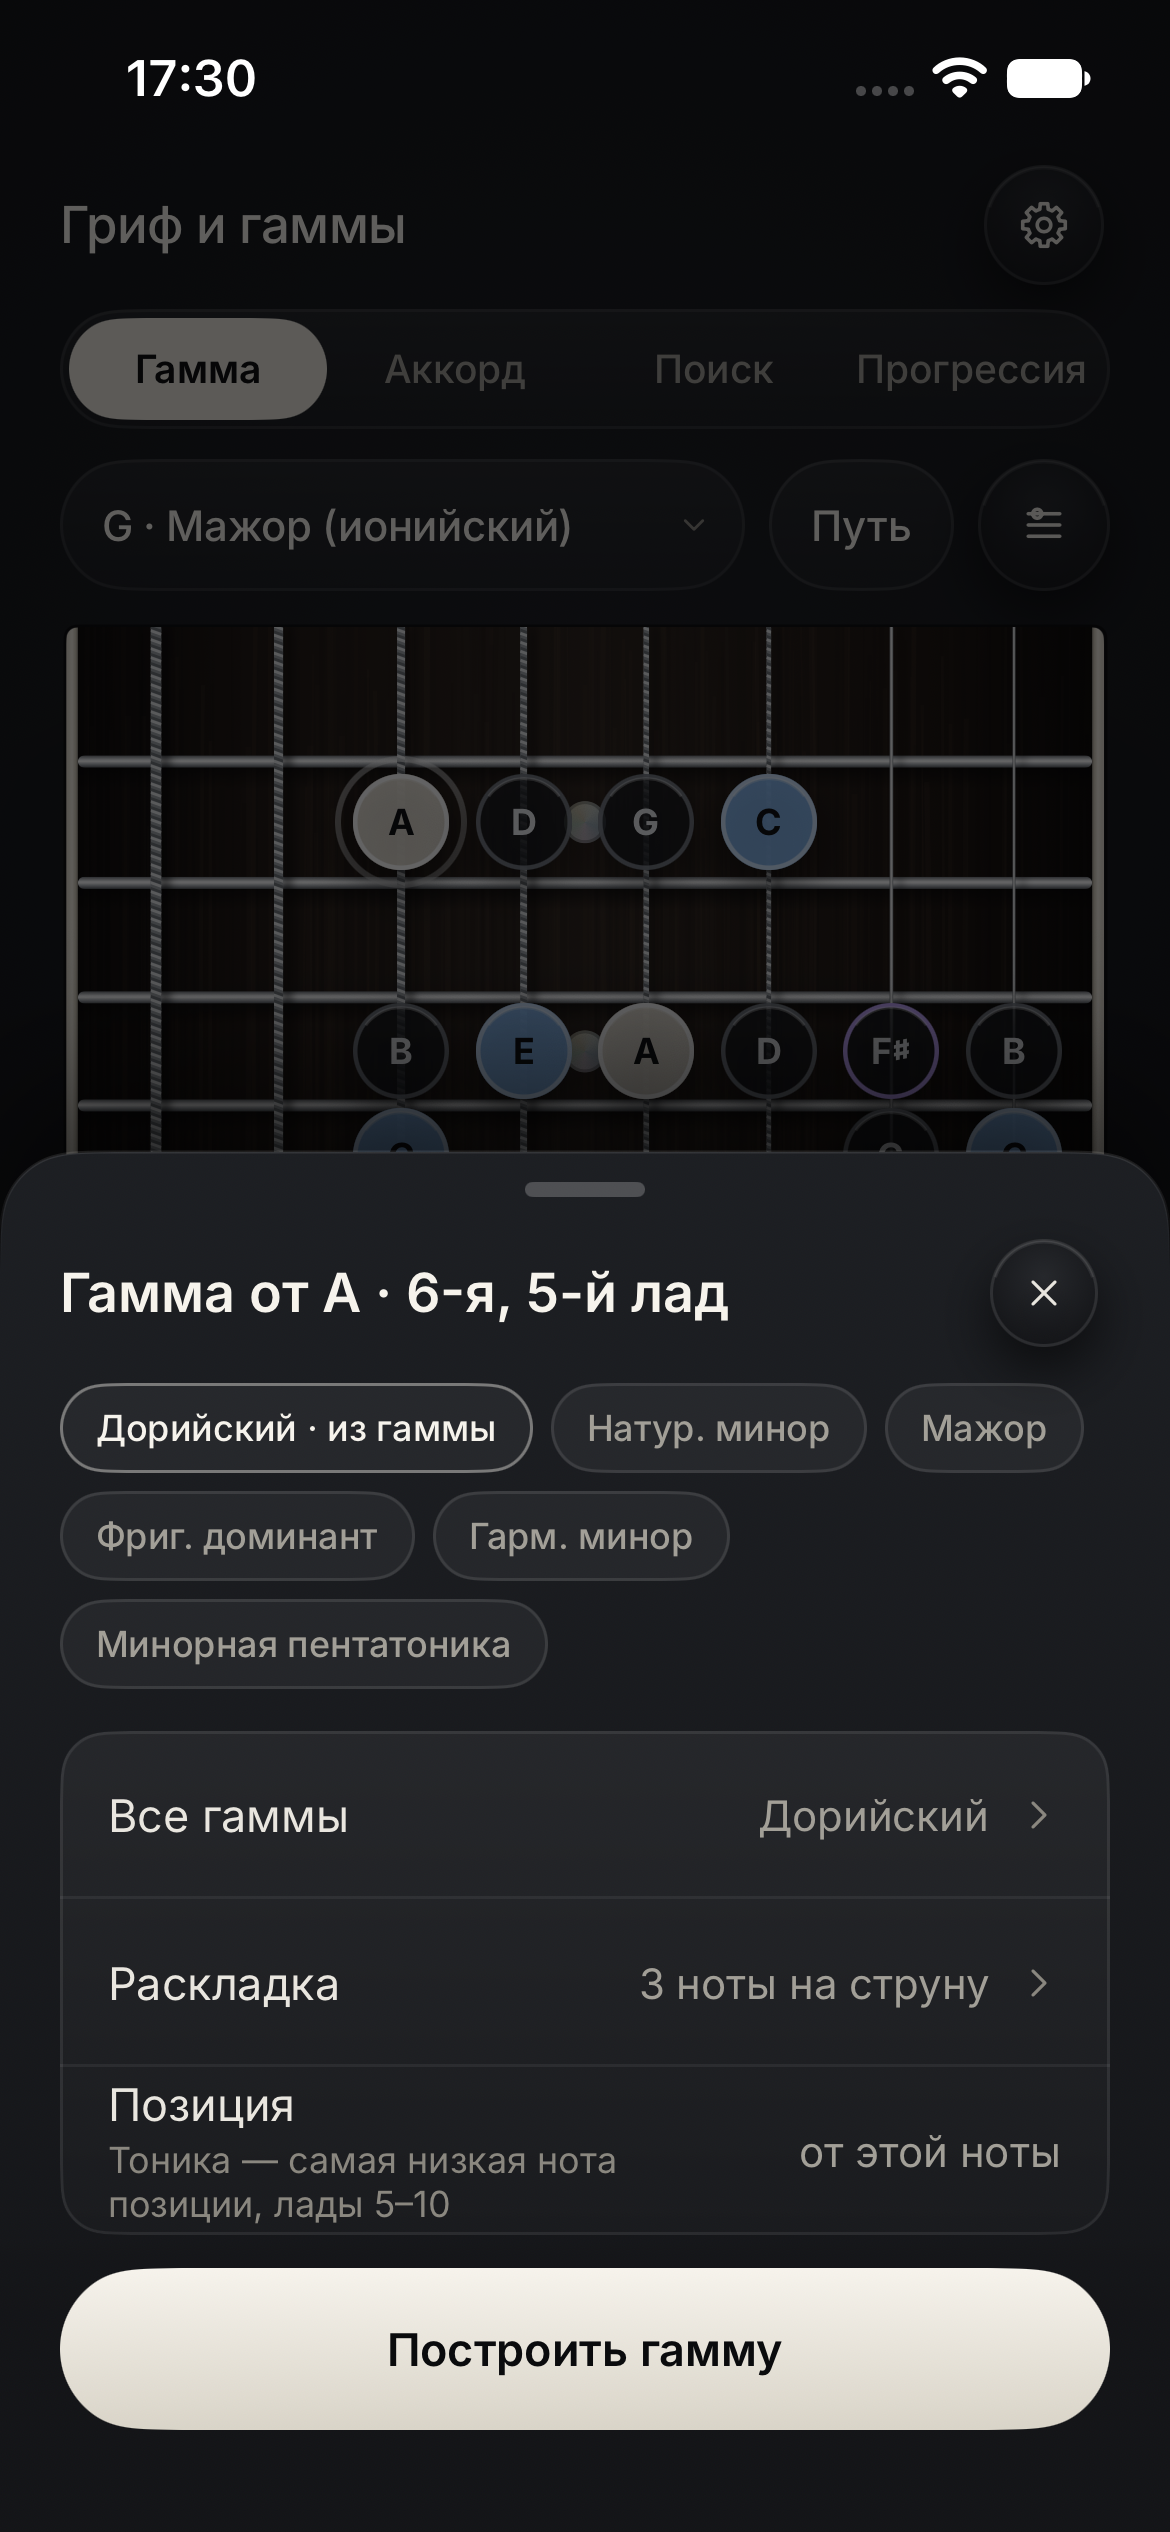 17:30
Гриф и гаммы
Гамма Аккорд Поиск Прогрессия
G · Мажор (ионийский) Путь
A D G C
B E A D F♯ B
Гамма от A · 6-я, 5-й лад
Дорийский · из гаммы Натур. минор Мажор
Фриг. доминант Гарм. минор
Минорная пентатоника
Все гаммы Дорийский
Раскладка 3 ноты на струну
Позиция
Тоника — самая низкая нота
позиции, лады 5–10
от этой ноты
Построить гамму